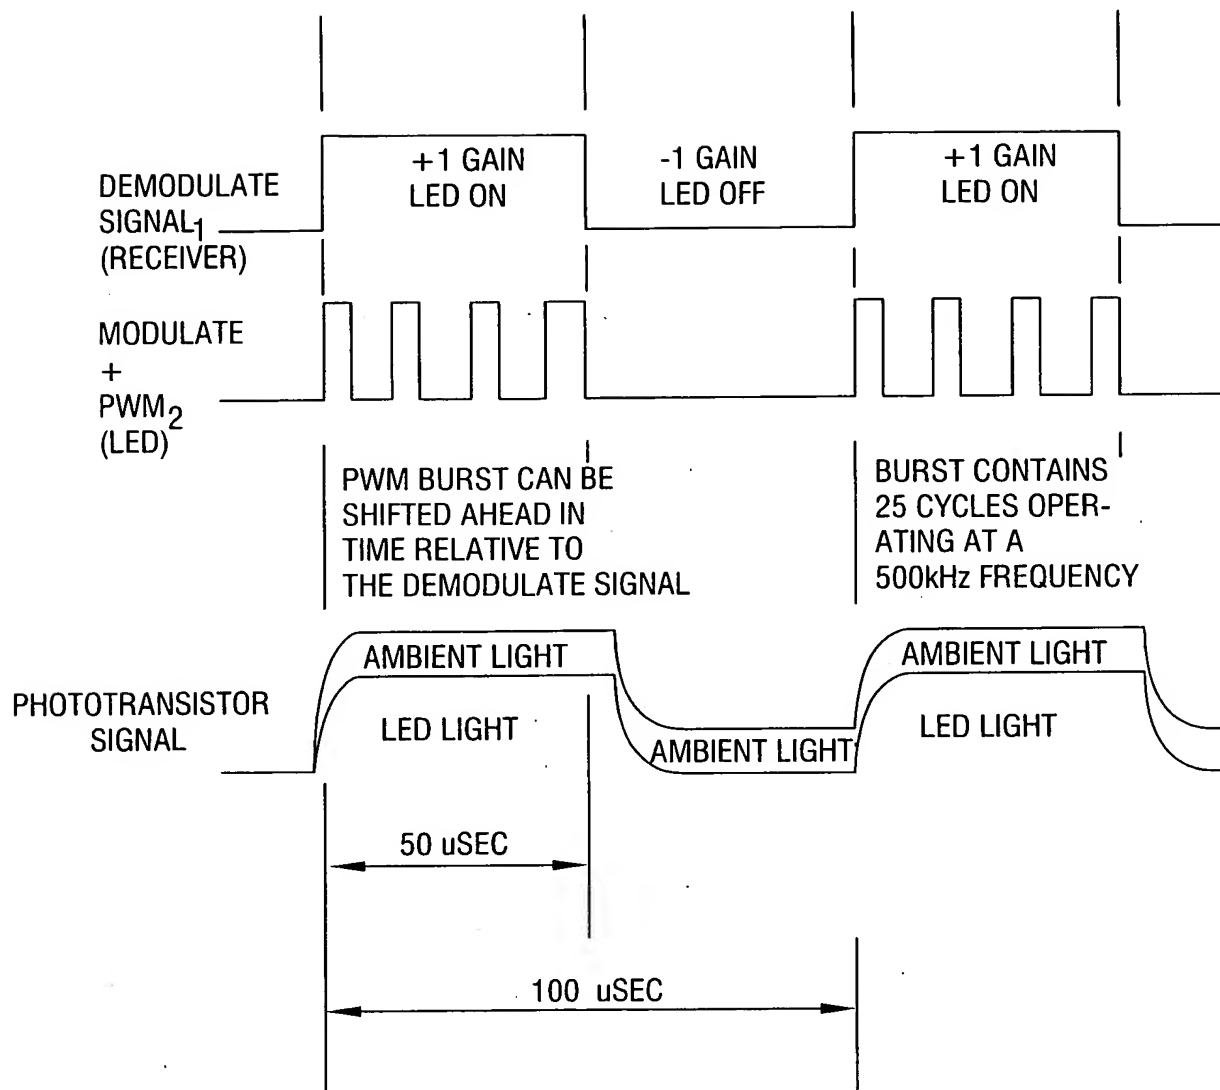 +1 GAIN
LED ON
-1 GAIN
LED OFF
+1 GAIN
LED ON
DEMODULATE
SIGNAL1
(RECEIVER)
MODULATE
+
PWM2
(LED)
PWM BURST CAN BE
SHIFTED AHEAD IN
TIME RELATIVE TO
THE DEMODULATE SIGNAL
BURST CONTAINS
25 CYCLES OPER-
ATING AT A
500kHz FREQUENCY
PHOTOTRANSISTOR
SIGNAL
AMBIENT LIGHT
LED LIGHT
AMBIENT LIGHT
AMBIENT LIGHT
LED LIGHT
50 uSEC
100 uSEC